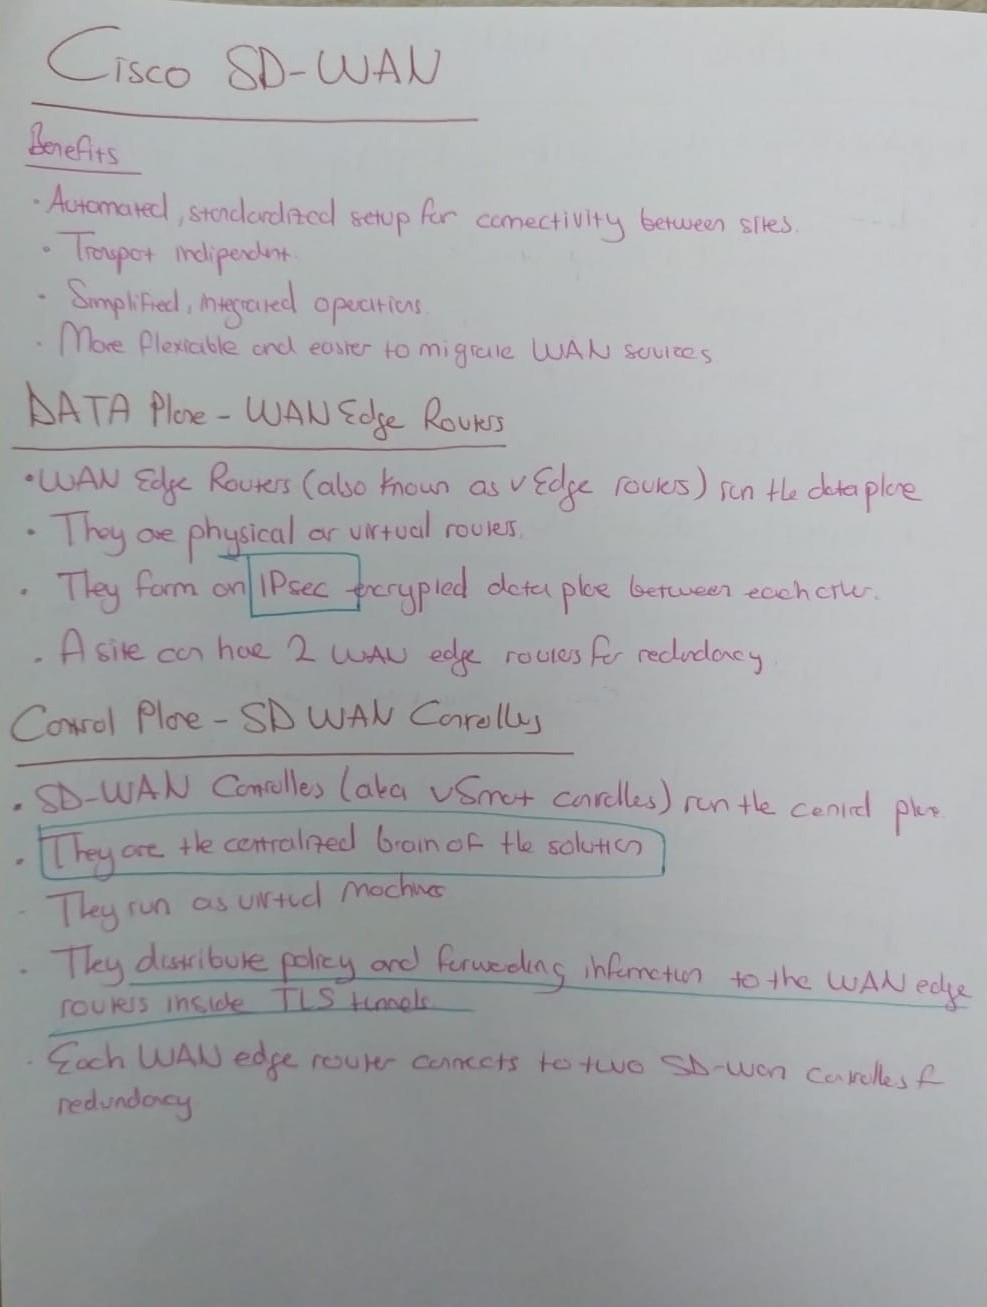 Cisco SD-WAN
Benefits
· Automated, standardized setup for connectivity between sites.
· Transport indipendent.
· Simplified, integrated operations.
· More flexiable and easier to migrate WAN services
DATA Plane - WAN Edge Routers
· WAN Edge Routers (also known as vEdge routers) run the data plane
· They are physical or virtual routers.
· They form an IPsec encrypted data plane between each other.
· A site can have 2 WAN edge routers for redundancy.
Control Plane - SD WAN Controllers
· SD-WAN Controllers (aka vSmart controllers) run the control plane.
· They are the centralized brain of the solution
· They run as virtual machines
· They distribute policy and forwarding information to the WAN edge
routers inside TLS tunnels.
· Each WAN edge router connects to two SD-Wan controllers f
redundancy